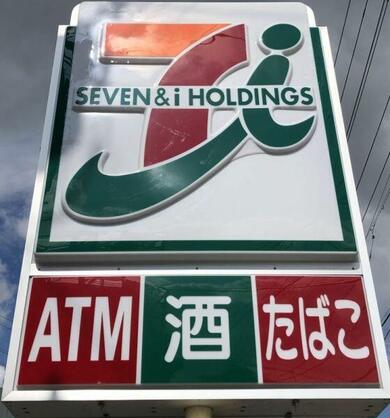 SEVEN & i HOLDINGS
ATM 酒 たばこ